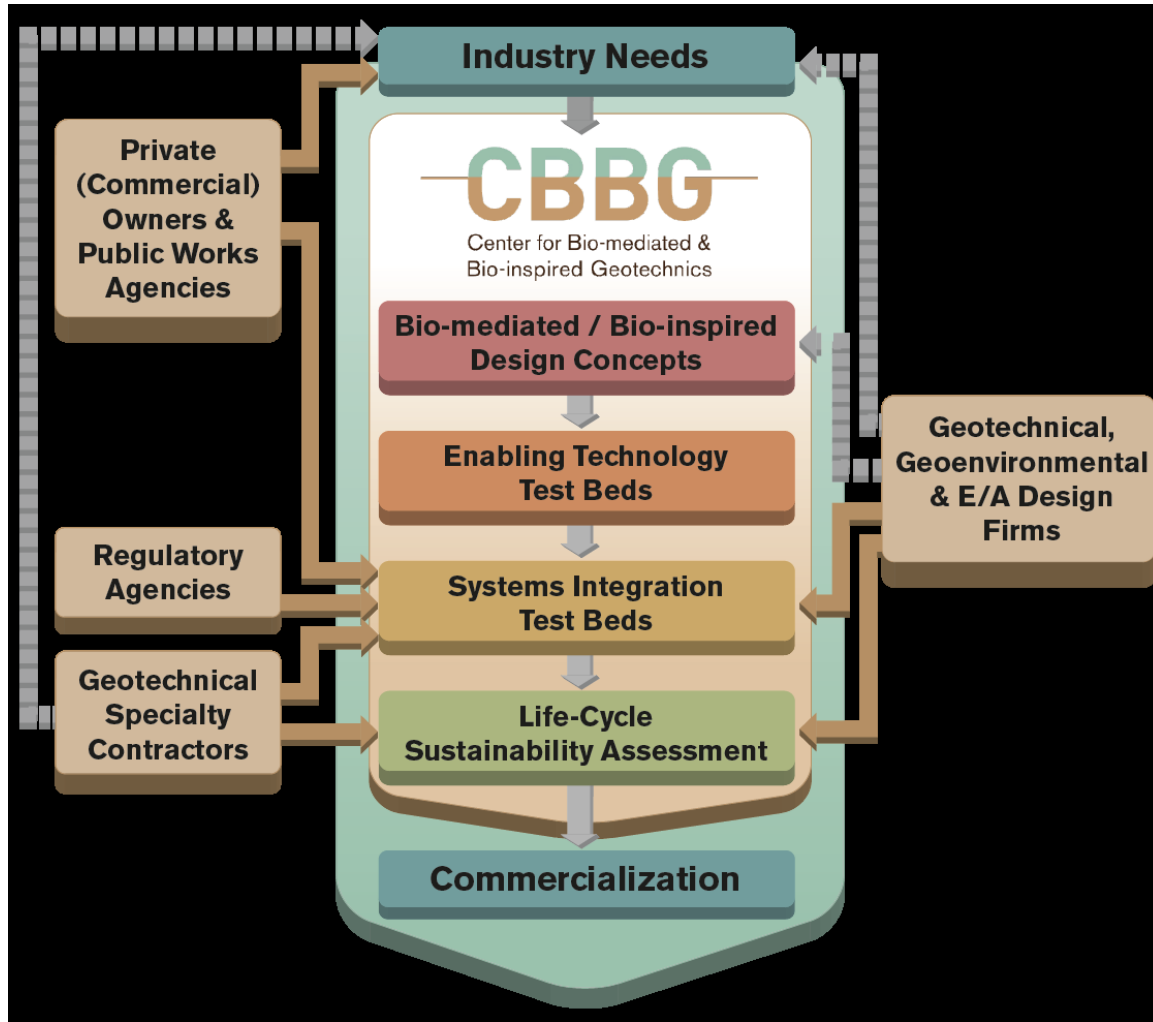 Industry Needs
Private
(Commercial)
Owners &
Public Works
Agencies
CBBG
Center for Bio-mediated &
Bio-inspired Geotechnics
Bio-mediated / Bio-inspired
Design Concepts
Enabling Technology
Test Beds
Geotechnical,
Geoenvironmental
& E/A Design
Firms
Regulatory
Agencies
Systems Integration
Test Beds
Geotechnical
Specialty
Contractors
Life-Cycle
Sustainability Assessment
Commercialization